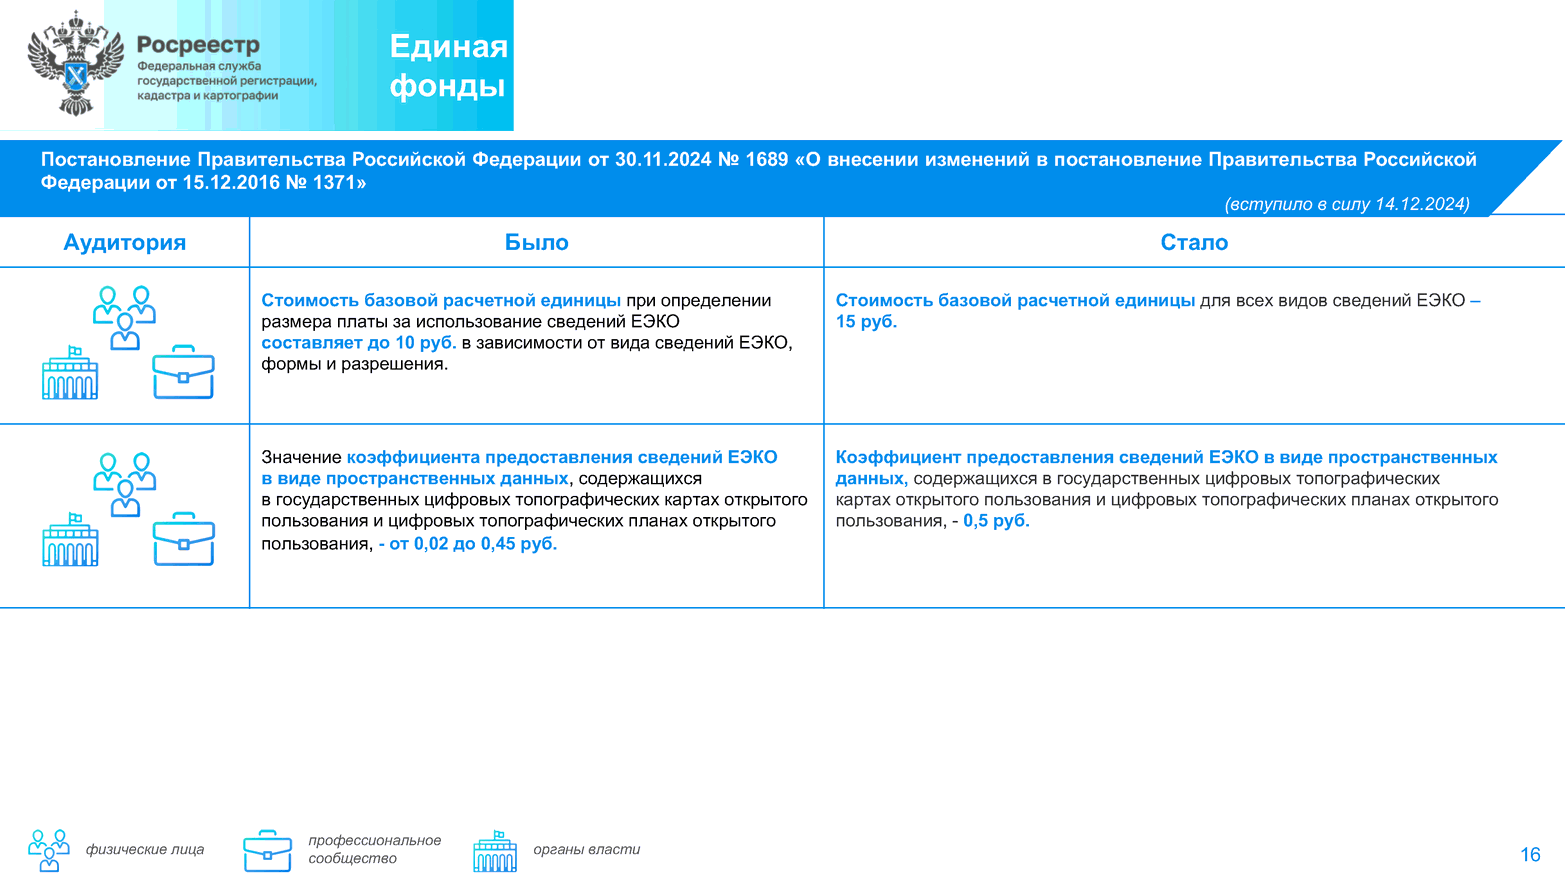 Росреестр
Федеральная служба
государственной регистрации,
кадастра и картографии
Единая
фонды
Постановление Правительства Российской Федерации от 30.11.2024 № 1689 «О внесении изменений в постановление Правительства Российской
Федерации от 15.12.2016 № 1371»
(вступило в силу 14.12.2024)
Аудитория
Было
Стало
Стоимость базовой расчетной единицы при определении
размера платы за использование сведений ЕЭКО
составляет до 10 руб. в зависимости от вида сведений ЕЭКО,
формы и разрешения.
Стоимость базовой расчетной единицы для всех видов сведений ЕЭКО –
15 руб.
Значение коэффициента предоставления сведений ЕЭКО
в виде пространственных данных, содержащихся
в государственных цифровых топографических картах открытого
пользования и цифровых топографических планах открытого
пользования, - от 0,02 до 0,45 руб.
Коэффициент предоставления сведений ЕЭКО в виде пространственных
данных, содержащихся в государственных цифровых топографических
картах открытого пользования и цифровых топографических планах открытого
пользования, - 0,5 руб.
физические лица
профессиональное
сообщество
органы власти
16